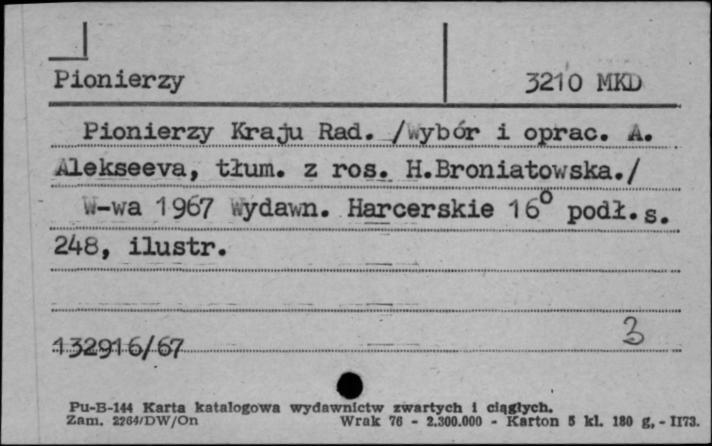 Pionierzy 3210 MKD
Pionierzy Kraju Rad. /Wybór i oprac. A.
Alekseeva, tłum. z ros. H.Broniatowska./
W-wa 1967 Wydawn. Harcerskie 16° podł.s.
248, ilustr.
132916/67 3
Pu-B-144 Karta katalogowa wydawnictw zwartych i ciągłych.
Zam. 2264/DW/On Wrak 76 - 2.300.000 - Karton 5 kl. 180 g, - II73.